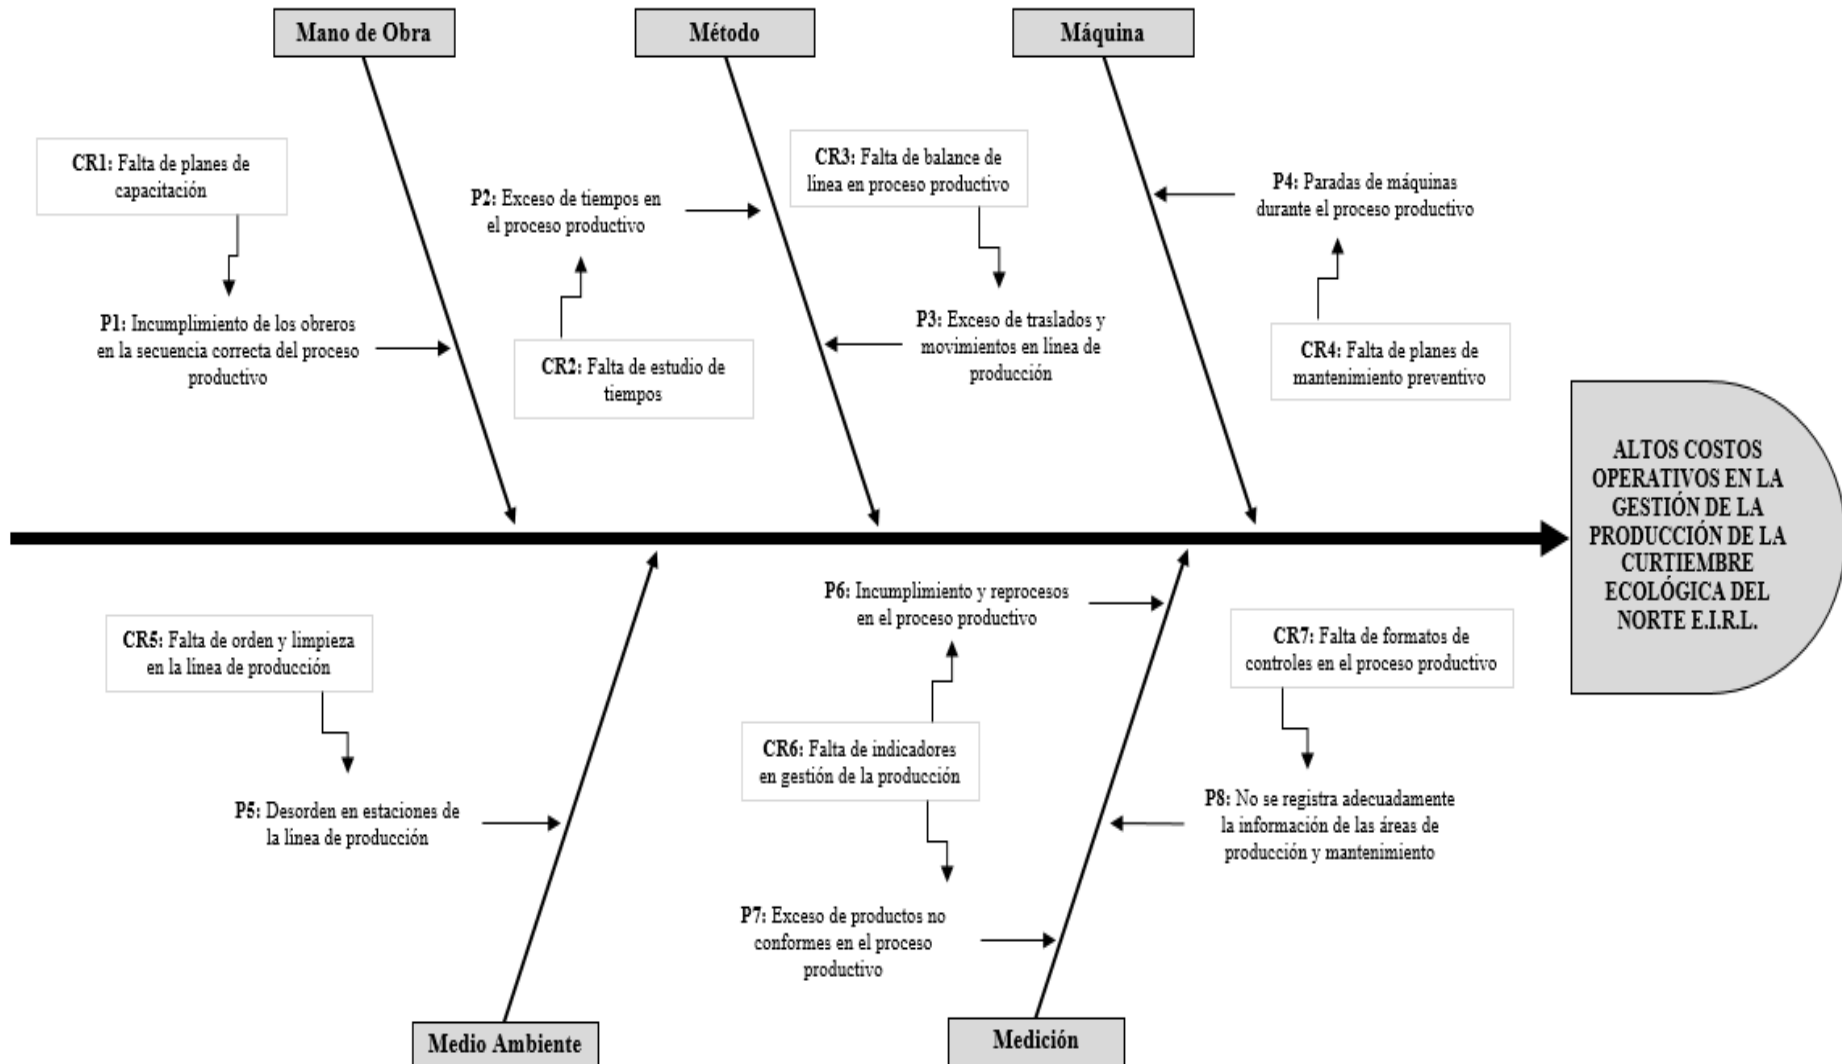 Mano de Obra
Método
Máquina
CR1: Falta de planes de
capacitación
P1: Incumplimiento de los obreros
en la secuencia correcta del proceso
productivo
P2: Exceso de tiempos en
el proceso productivo
CR2: Falta de estudio de
tiempos
CR3: Falta de balance de
línea en proceso productivo
P3: Exceso de traslados y
movimientos en línea de
producción
P4: Paradas de máquinas
durante el proceso productivo
CR4: Falta de planes de
mantenimiento preventivo
ALTOS COSTOS
OPERATIVOS EN LA
GESTIÓN DE LA
PRODUCCIÓN DE LA
CURTIEMBRE
ECOLÓGICA DEL
NORTE E.I.R.L.
CR5: Falta de orden y limpieza
en la línea de producción
P5: Desorden en estaciones de
la línea de producción
P6: Incumplimiento y reprocesos
en el proceso productivo
CR6: Falta de indicadores
en gestión de la producción
P7: Exceso de productos no
conformes en el proceso
productivo
CR7: Falta de formatos de
controles en el proceso productivo
P8: No se registra adecuadamente
la información de las áreas de
producción y mantenimiento
Medio Ambiente
Medición